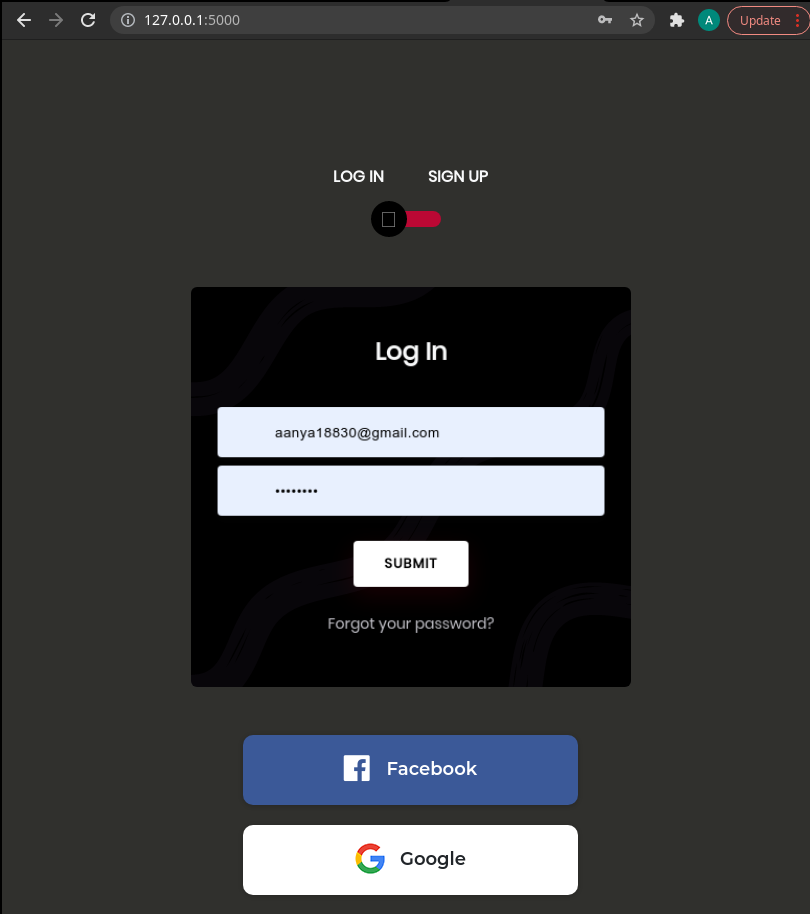 127.0.0.1:5000
A
Update
LOG IN SIGN UP
Log In
aanya18830@gmail.com
••••••••
SUBMIT
Forgot your password?
Facebook
Google